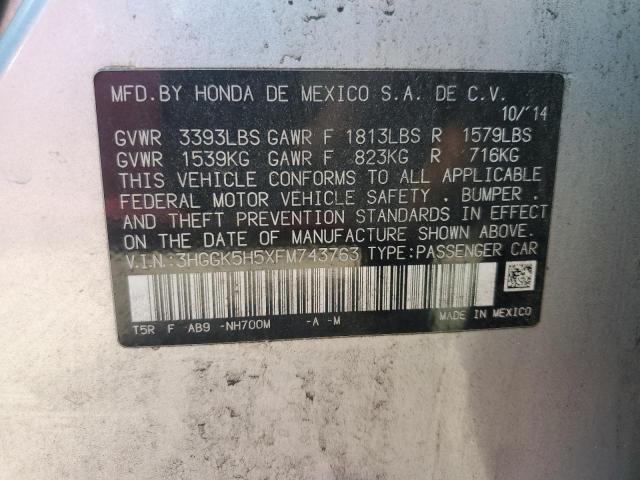 MFD.BY HONDA DE MEXICO S.A. DE C.V.
10/'14
GVWR 3393LBS GAWR F 1813LBS R 1579LBS
GVWR 1539KG GAWR F 823KG R 716KG
THIS VEHICLE CONFORMS TO ALL APPLICABLE
FEDERAL MOTOR VEHICLE SAFETY . BUMPER .
AND THEFT PREVENTION STANDARDS IN EFFECT
ON THE DATE OF MANUFACTURE SHOWN ABOVE.
V.I.N.:3HGGK5H5XFM743763 TYPE:PASSENGER CAR
T5R F -AB9 -NH700M -A -M MADE IN MEXICO